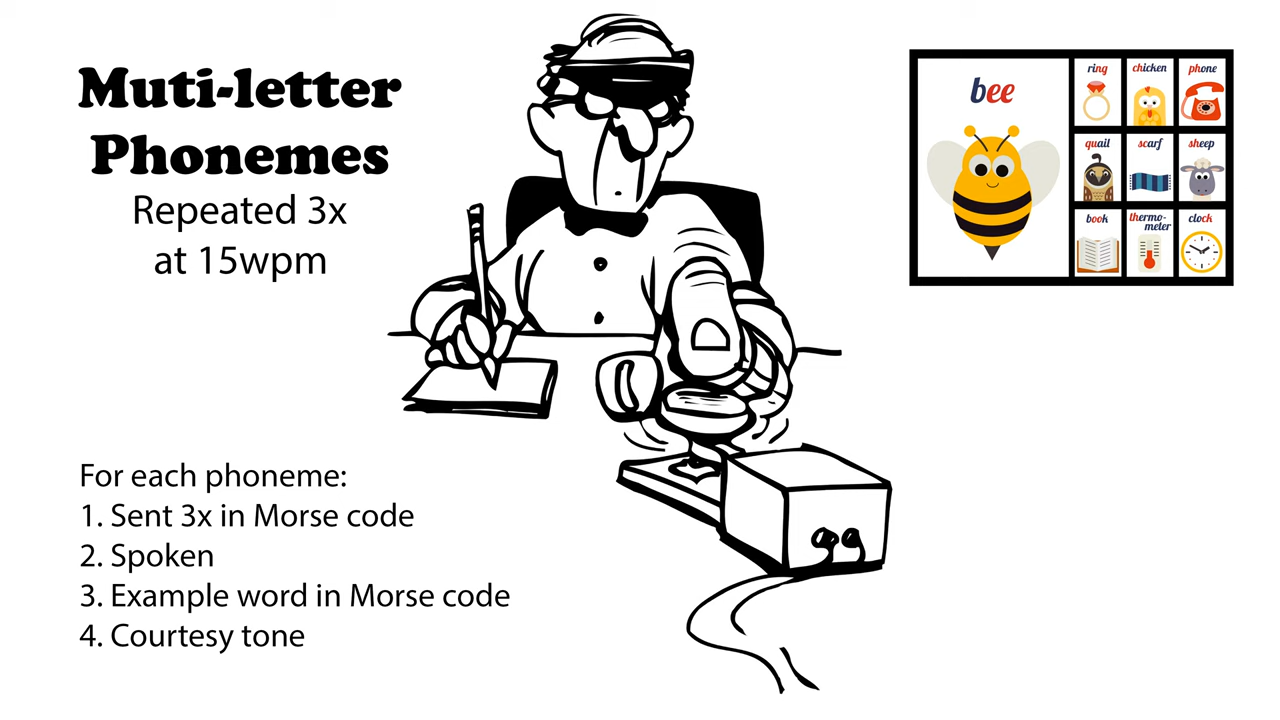 Muti-letter
Phonemes
Repeated 3x
at 15wpm
bee
ring
chicken
phone
quail
scarf
sheep
book
thermo-
meter
clock
For each phoneme:
1. Sent 3x in Morse code
2. Spoken
3. Example word in Morse code
4. Courtesy tone